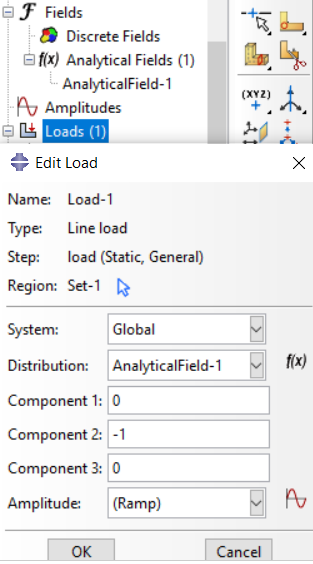 Fields
Discrete Fields
f(x) Analytical Fields (1)
AnalyticalField-1
Amplitudes
Loads (1)
(XYZ)
Edit Load
Name: Load-1
Type: Line load
Step: load (Static, General)
Region: Set-1
System: Global
Distribution: AnalyticalField-1 f(x)
Component 1: 0
Component 2: -1
Component 3: 0
Amplitude: (Ramp)
OK Cancel